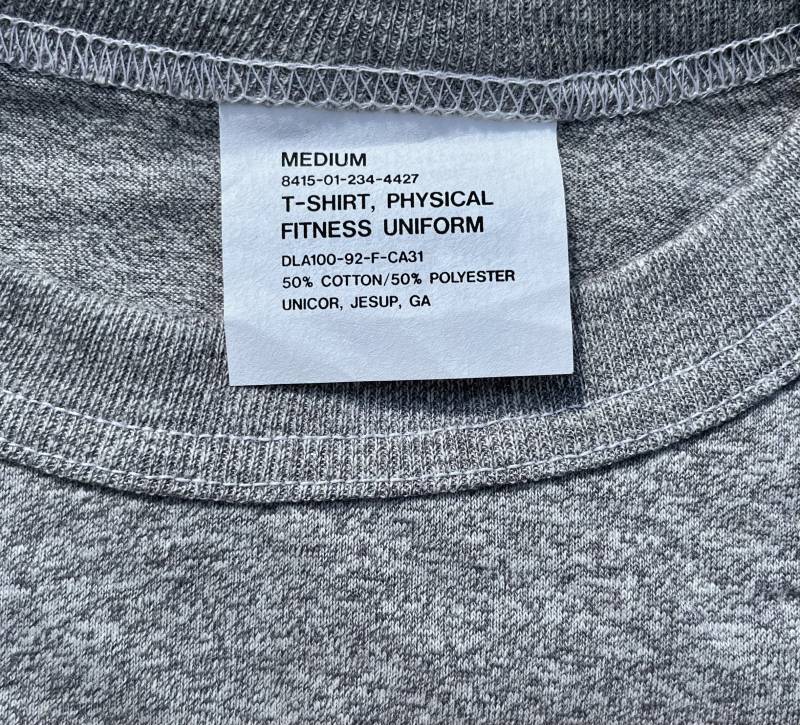 MEDIUM
8415-01-234-4427
T-SHIRT, PHYSICAL
FITNESS UNIFORM
DLA100-92-F-CA31
50% COTTON/50% POLYESTER
UNICOR, JESUP, GA